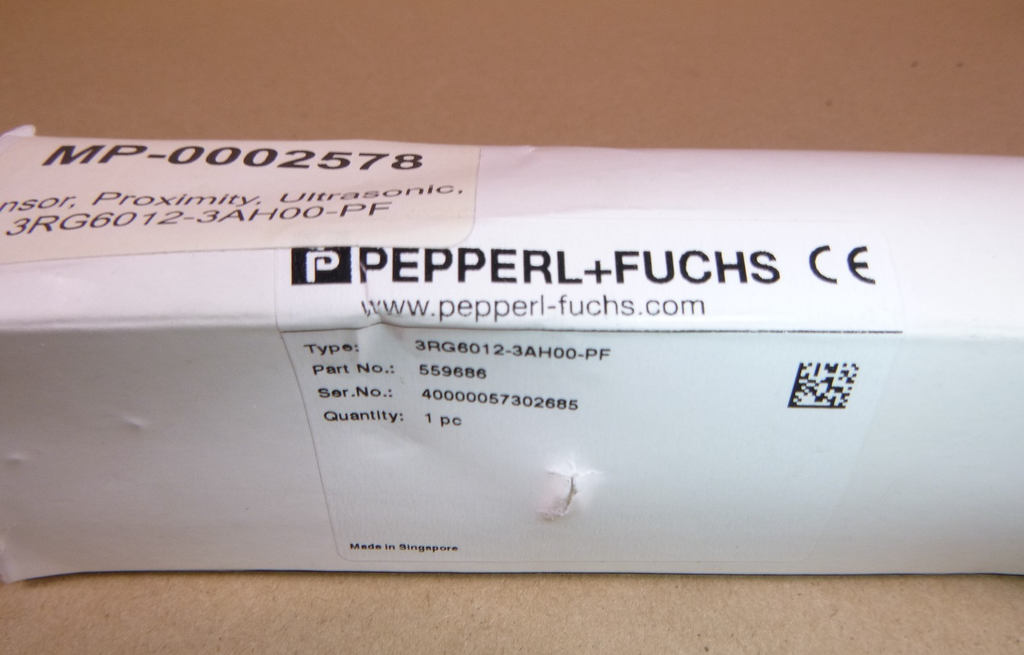 MP-0002578
nsor, Proximity, Ultrasonic,
3RG6012-3AH00-PF
P PEPPERL+FUCHS CE
www.pepperl-fuchs.com
Type: 3RG6012-3AH00-PF
Part No.: 559686
Ser.No.: 40000057302685
Quantity: 1 pc
Made in Singapore